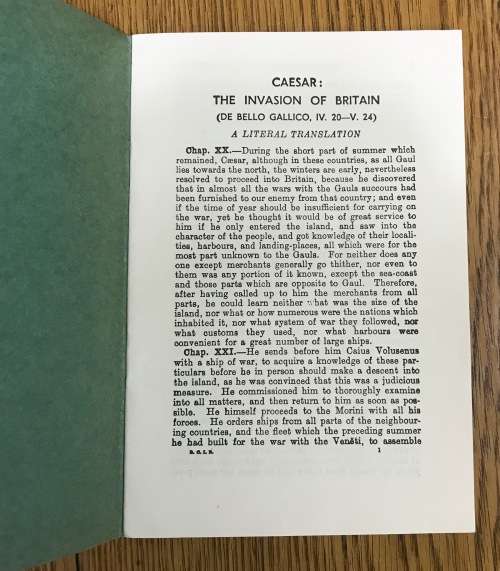 CAESAR:
THE INVASION OF BRITAIN
(DE BELLO GALLICO, IV. 20—V. 24)
A LITERAL TRANSLATION
Chap. XX.—During the short part of summer which
remained, Cæsar, although in these countries, as all Gaul
lies towards the north, the winters are early, nevertheless
resolved to proceed into Britain, because he discovered
that in almost all the wars with the Gauls succours had
been furnished to our enemy from that country; and even
if the time of year should be insufficient for carrying on
the war, yet he thought it would be of great service to
him if he only entered the island, and saw into the
character of the people, and got knowledge of their locali-
ties, harbours, and landing-places, all which were for the
most part unknown to the Gauls. For neither does any
one except merchants generally go thither, nor even to
them was any portion of it known, except the sea-coast
and those parts which are opposite to Gaul. Therefore,
after having called up to him the merchants from all
parts, he could learn neither what was the size of the
island, nor what or how numerous were the nations which
inhabited it, nor what system of war they followed, nor
what customs they used, nor what harbours were
convenient for a great number of large ships.
Chap. XXI.—He sends before him Caius Volusenus
with a ship of war, to acquire a knowledge of these par-
ticulars before he in person should make a descent into
the island, as he was convinced that this was a judicious
measure. He commissioned him to thoroughly examine
into all matters, and then return to him as soon as pos-
sible. He himself proceeds to the Morini with all his
forces. He orders ships from all parts of the neighbour-
ing countries, and the fleet which the preceding summer
he had built for the war with the Venĕti, to assemble
1